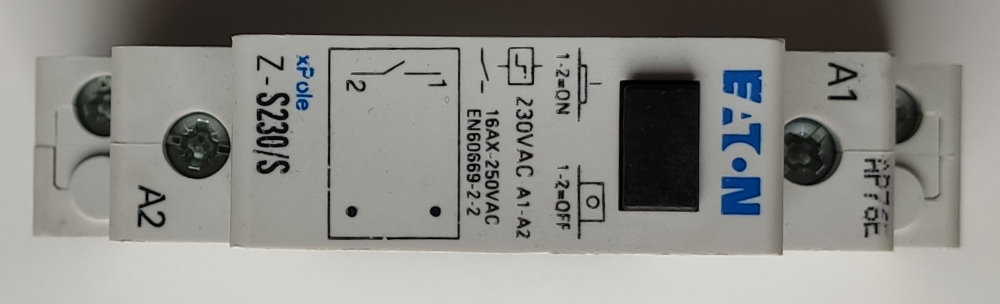 A1
AP76E
EATON
1-2=ON
1-2=OFF
230VAC A1-A2
16AX-250VAC
EN60669-2-2
1
2
xPole
Z-S230/S
A2